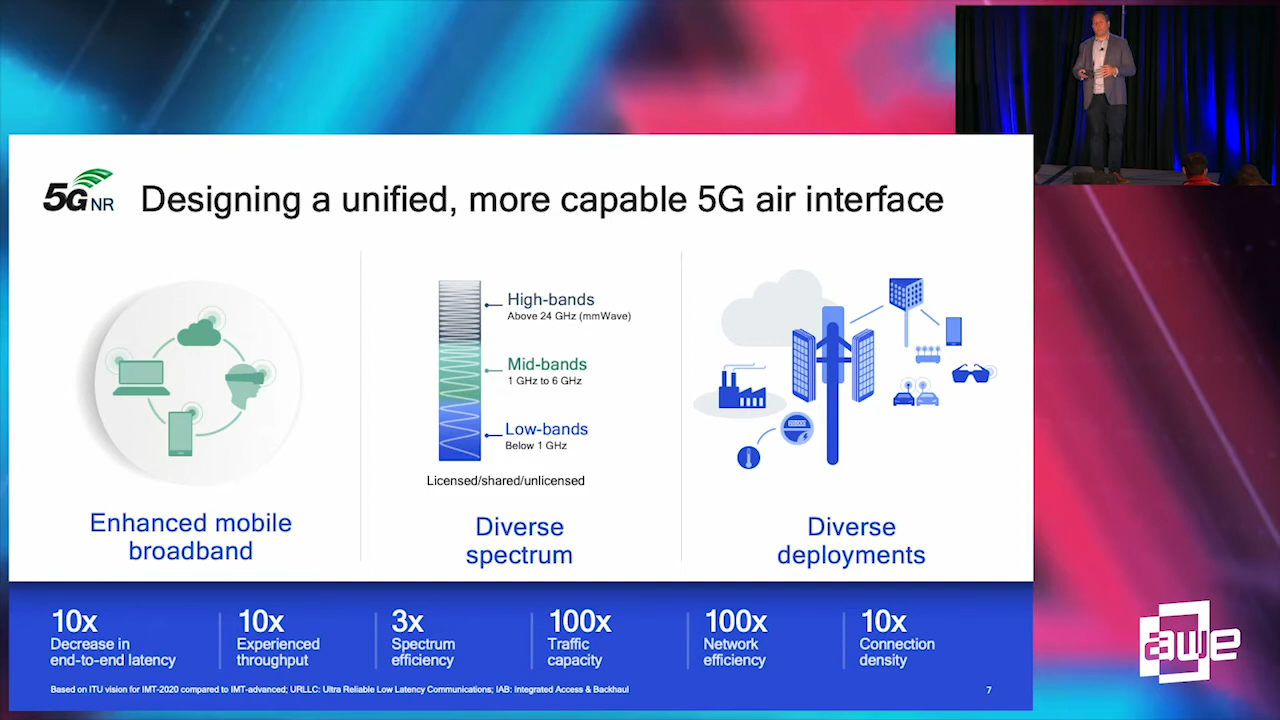 5G NR
Designing a unified, more capable 5G air interface
High-bands
Above 24 GHz (mmWave)
Mid-bands
1 GHz to 6 GHz
Low-bands
Below 1 GHz
Licensed/shared/unlicensed
Enhanced mobile
broadband
Diverse
spectrum
Diverse
deployments
10x
Decrease in
end-to-end latency
10x
Experienced
throughput
3x
Spectrum
efficiency
100x
Traffic
capacity
100x
Network
efficiency
10x
Connection
density
Based on ITU vision for IMT-2020 compared to IMT-advanced; URLLC: Ultra Reliable Low Latency Communications; IAB: Integrated Access & Backhaul
7
awe